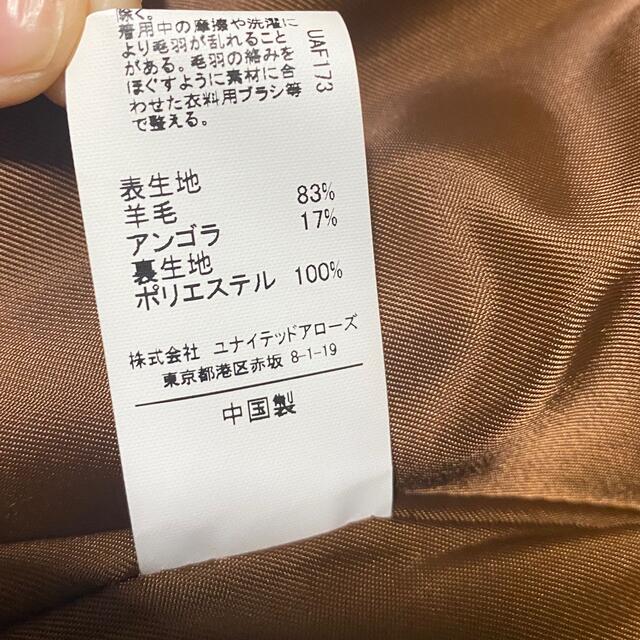 除く。
着用中の摩擦や洗濯に
より毛羽が乱れること
がある。毛羽の絡みを
ほぐすように素材に合
わせた衣料用ブラシ等
で整える。
UAF173
表生地
羊毛 83%
アンゴラ 17%
裏生地
ポリエステル 100%
株式会社 ユナイテッドアローズ
東京都港区赤坂 8-1-19
中国製